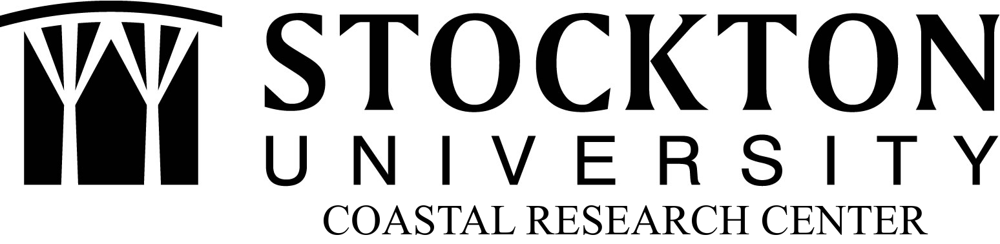 STOCKTON
UNIVERSITY
COASTAL RESEARCH CENTER